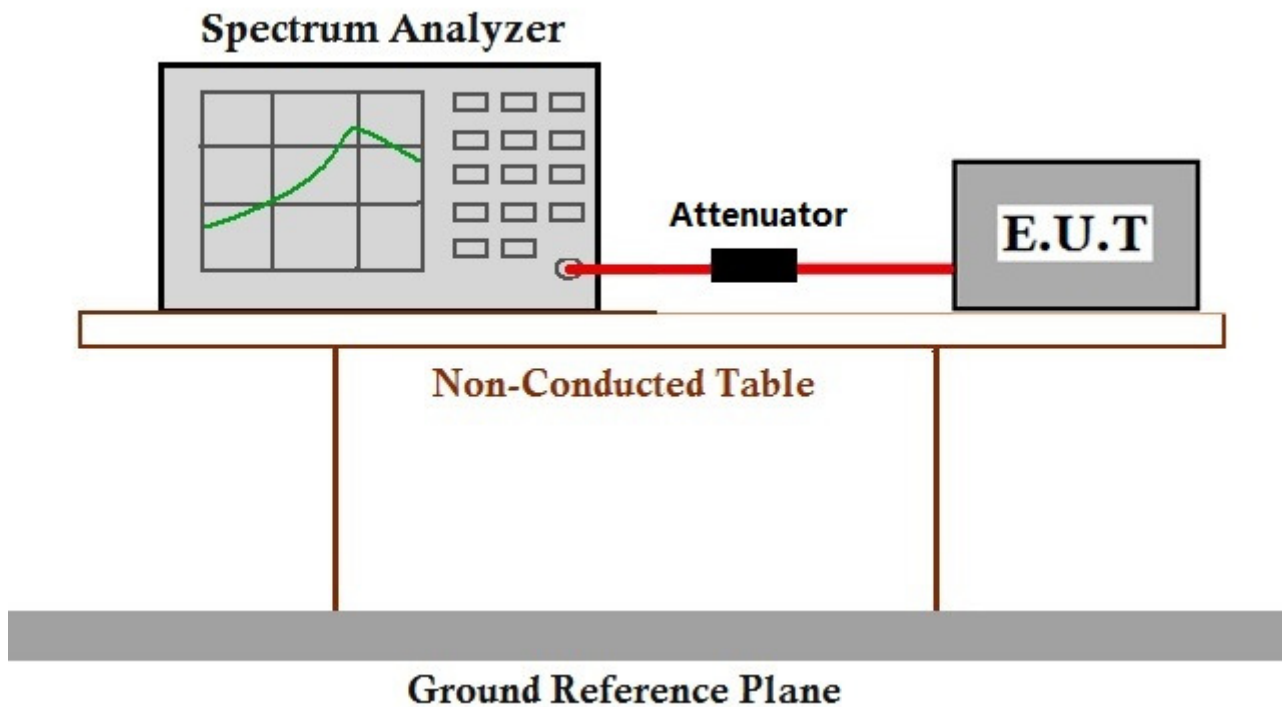 Spectrum Analyzer
Attenuator
E.U.T
Non-Conducted Table
Ground Reference Plane